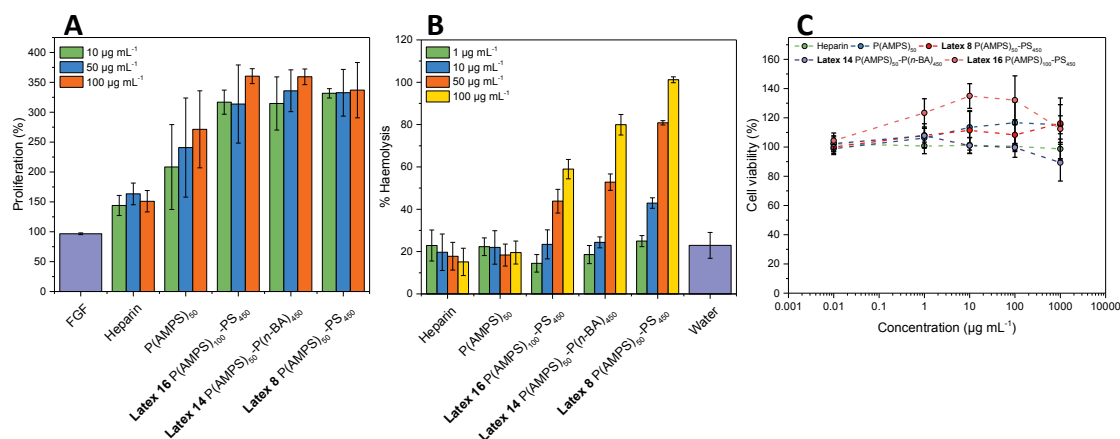 A
Proliferation (%)
400
350
300
250
200
150
100
50
0
10 µg mL⁻¹
50 µg mL⁻¹
100 µg mL⁻¹
FGF
Heparin
P(AMPS)₅₀
Latex 16 P(AMPS)₁₀₀-PS₄₅₀
Latex 14 P(AMPS)₅₀-P(n-BA)₄₅₀
Latex 8 P(AMPS)₅₀-PS₄₅₀
B
% Haemolysis
120
100
80
60
40
20
0
1 µg mL⁻¹
10 µg mL⁻¹
50 µg mL⁻¹
100 µg mL⁻¹
Heparin
P(AMPS)₅₀
Latex 16 P(AMPS)₁₀₀-PS₄₅₀
Latex 14 P(AMPS)₅₀-P(n-BA)₄₅₀
Latex 8 P(AMPS)₅₀-PS₄₅₀
Water
C
Cell viability (%)
160
140
120
100
80
60
40
20
0
Heparin P(AMPS)₅₀ Latex 8 P(AMPS)₅₀-PS₄₅₀
Latex 14 P(AMPS)₅₀-P(n-BA)₄₅₀ Latex 16 P(AMPS)₁₀₀-PS₄₅₀
0.001 0.01 0.1 1 10 100 1000 10000
Concentration (µg mL⁻¹)